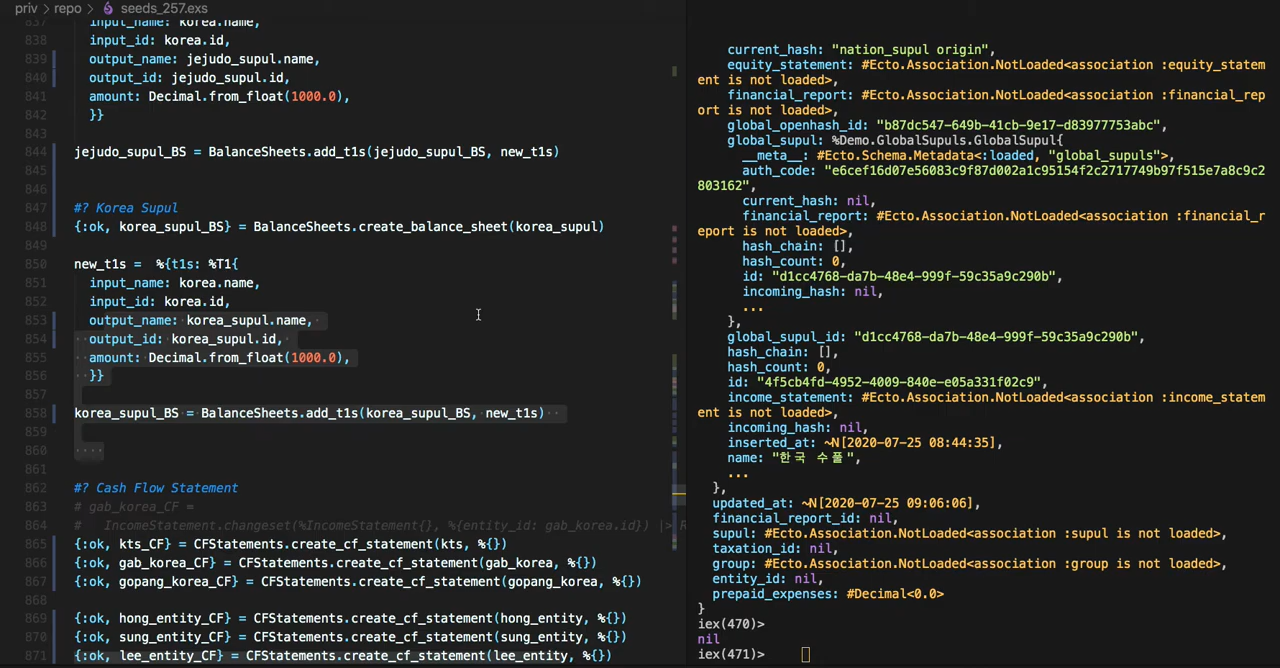 priv > repo > seeds_257.exs
837 input_name: korea.name,
838 input_id: korea.id,
839 output_name: jejudo_supul.name,
840 output_id: jejudo_supul.id,
841 amount: Decimal.from_float(1000.0),
842 }}
843
844 jejudo_supul_BS = BalanceSheets.add_t1s(jejudo_supul_BS, new_t1s)
845
846
847 #? Korea Supul
848 {:ok, korea_supul_BS} = BalanceSheets.create_balance_sheet(korea_supul)
849
850 new_t1s =  %{t1s: %T1{
851 input_name: korea.name,
852 input_id: korea.id,
853 output_name: korea_supul.name,
854 output_id: korea_supul.id,
855 amount: Decimal.from_float(1000.0),
856 }}
857
858 korea_supul_BS = BalanceSheets.add_t1s(korea_supul_BS, new_t1s)
859
860
861
862 #? Cash Flow Statement
863 # gab_korea_CF =
864 #   IncomeStatement.changeset(%IncomeStatement{}, %{entity_id: gab_korea.id}) |> R
865 {:ok, kts_CF} = CFStatements.create_cf_statement(kts, %{})
866 {:ok, gab_korea_CF} = CFStatements.create_cf_statement(gab_korea, %{})
867 {:ok, gopang_korea_CF} = CFStatements.create_cf_statement(gopang_korea, %{})
868
869 {:ok, hong_entity_CF} = CFStatements.create_cf_statement(hong_entity, %{})
870 {:ok, sung_entity_CF} = CFStatements.create_cf_statement(sung_entity, %{})
871 {:ok, lee_entity_CF} = CFStatements.create_cf_statement(lee_entity, %{})
current_hash: "nation_supul origin",
equity_statement: #Ecto.Association.NotLoaded<association :equity_statem
ent is not loaded>,
financial_report: #Ecto.Association.NotLoaded<association :financial_rep
ort is not loaded>,
global_openhash_id: "b87dc547-649b-41cb-9e17-d83977753abc",
global_supul: %Demo.GlobalSupuls.GlobalSupul{
__meta__: #Ecto.Schema.Metadata<:loaded, "global_supuls">,
auth_code: "e6cef16d07e56083c9f87d002a1c95154f2c2717749b97f515e7a8c9c2
803162",
current_hash: nil,
financial_report: #Ecto.Association.NotLoaded<association :financial_r
eport is not loaded>,
hash_chain: [],
hash_count: 0,
id: "d1cc4768-da7b-48e4-999f-59c35a9c290b",
incoming_hash: nil,
...
},
global_supul_id: "d1cc4768-da7b-48e4-999f-59c35a9c290b",
hash_chain: [],
hash_count: 0,
id: "4f5cb4fd-4952-4009-840e-e05a331f02c9",
income_statement: #Ecto.Association.NotLoaded<association :income_statem
ent is not loaded>,
incoming_hash: nil,
inserted_at: ~N[2020-07-25 08:44:35],
name: "한국 수풀",
...
},
updated_at: ~N[2020-07-25 09:06:06],
financial_report_id: nil,
supul: #Ecto.Association.NotLoaded<association :supul is not loaded>,
taxation_id: nil,
group: #Ecto.Association.NotLoaded<association :group is not loaded>,
entity_id: nil,
prepaid_expenses: #Decimal<0.0>
}
iex(470)>
nil
iex(471)>